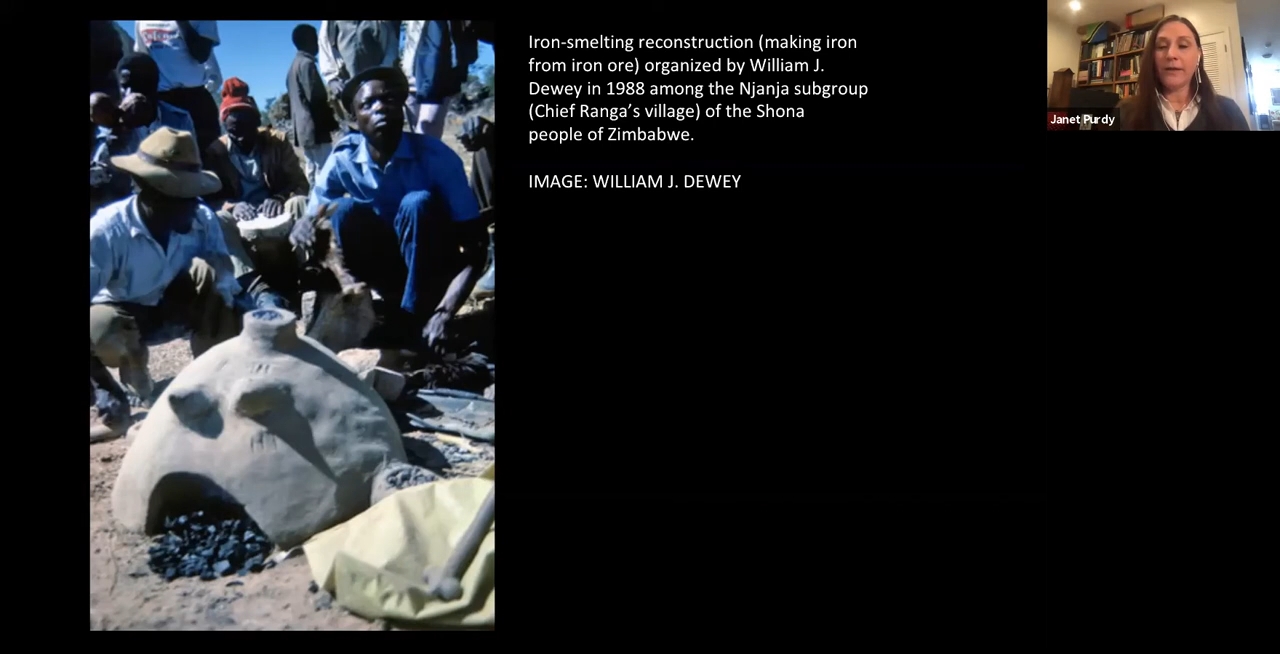 Iron-smelting reconstruction (making iron
from iron ore) organized by William J.
Dewey in 1988 among the Njanja subgroup
(Chief Ranga’s village) of the Shona
people of Zimbabwe.
IMAGE: WILLIAM J. DEWEY
Janet Purdy